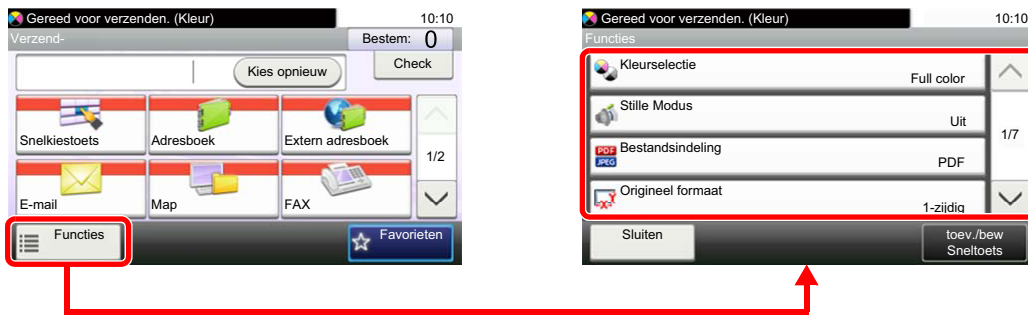 Gereed voor verzenden. (Kleur) 10:10
Verzend- Bestem: 0
Kies opnieuw Check
Snelkiestoets Adresboek Extern adresboek
1/2
E-mail Map FAX
Functies Favorieten
Gereed voor verzenden. (Kleur) 10:10
Functies
Kleurselectie
Full color
Stille Modus
Uit
1/7
PDF JPEG Bestandsindeling
PDF
Origineel formaat
1-zijdig
Sluiten toev./bew
Sneltoets